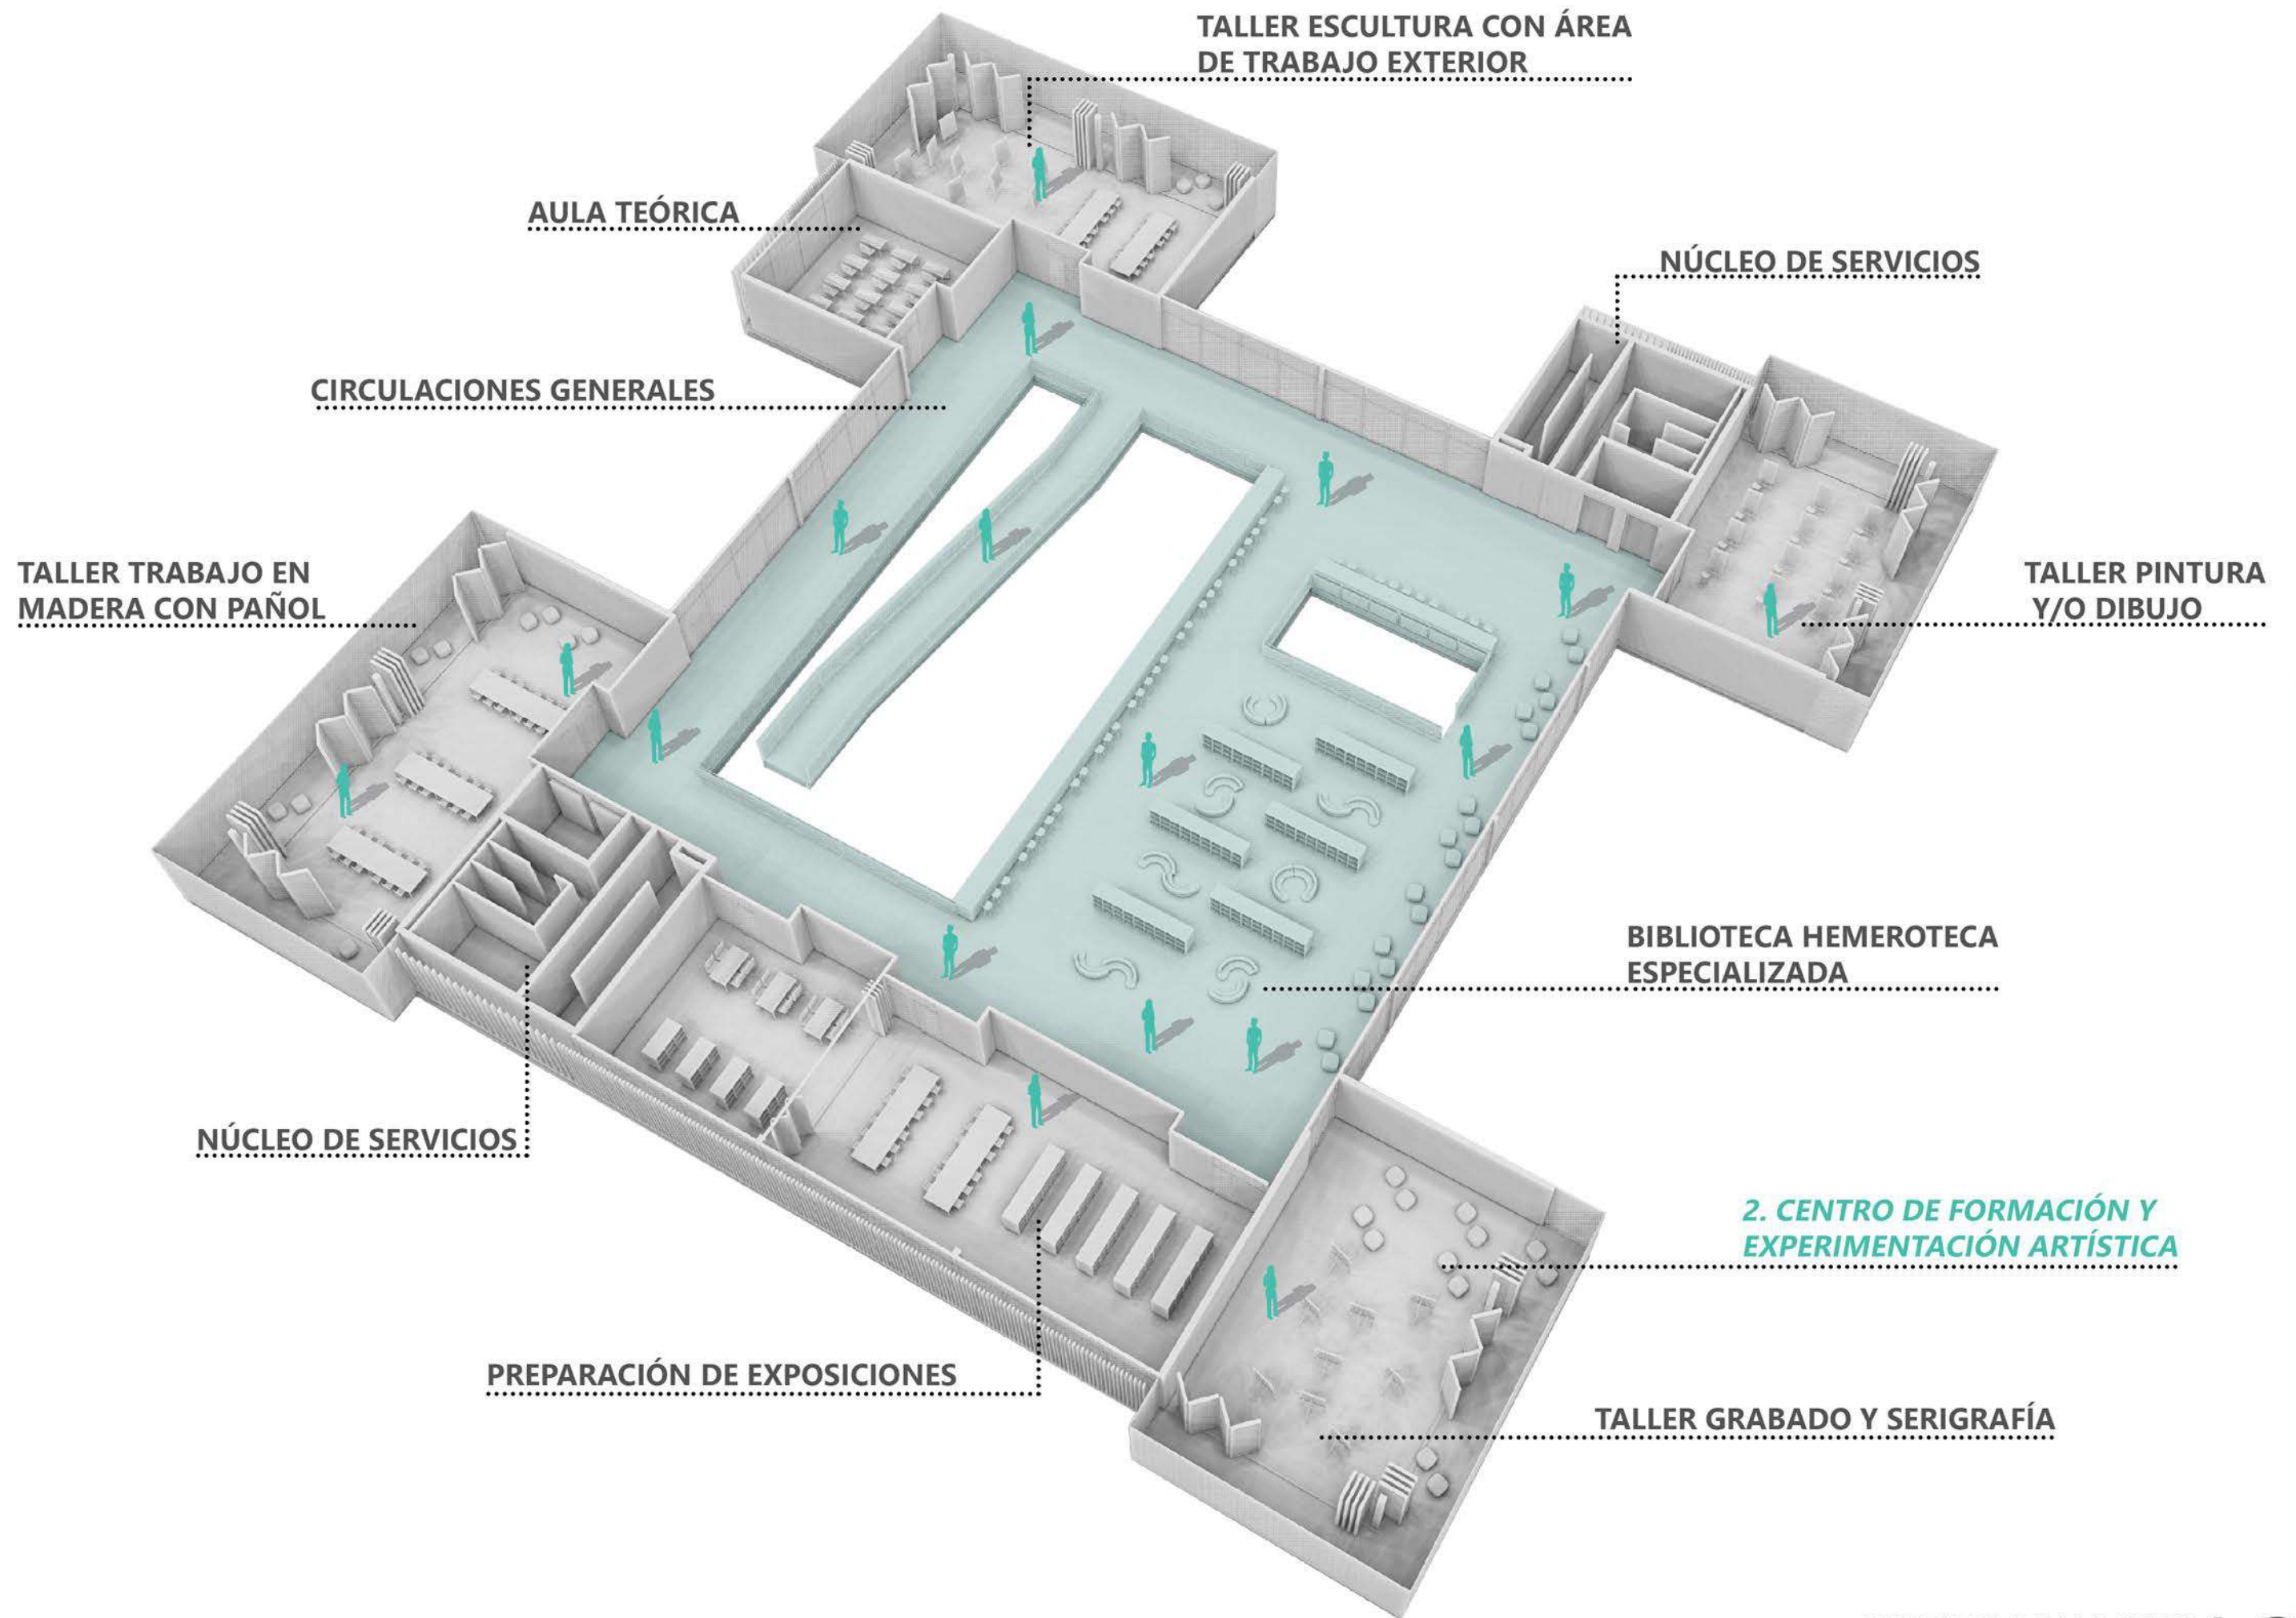 TALLER ESCULTURA CON ÁREA
DE TRABAJO EXTERIOR
AULA TEÓRICA
NÚCLEO DE SERVICIOS
CIRCULACIONES GENERALES
TALLER TRABAJO EN
MADERA CON PAÑOL
TALLER PINTURA
Y/O DIBUJO
BIBLIOTECA HEMEROTECA
ESPECIALIZADA
NÚCLEO DE SERVICIOS
2. CENTRO DE FORMACIÓN Y
EXPERIMENTACIÓN ARTÍSTICA
PREPARACIÓN DE EXPOSICIONES
TALLER GRABADO Y SERIGRAFÍA